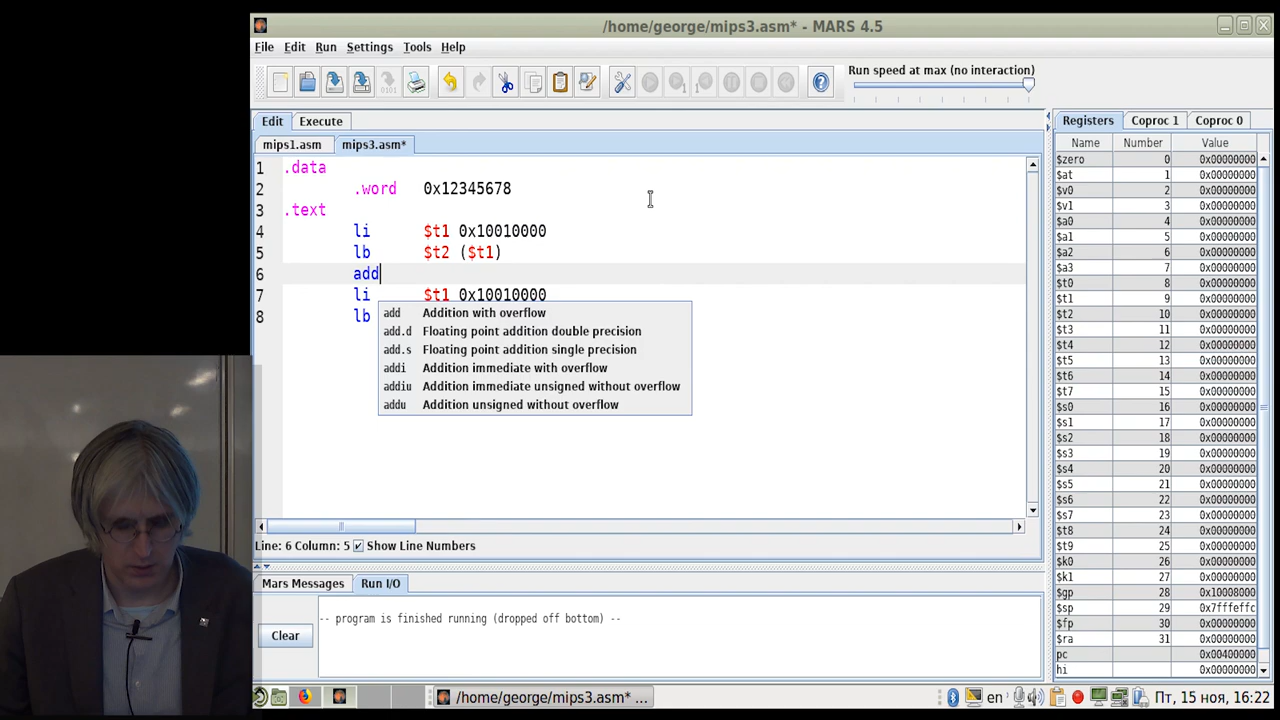 /home/george/mips3.asm* - MARS 4.5
File Edit Run Settings Tools Help
Run speed at max (no interaction)
Edit Execute
mips1.asm mips3.asm*
1 .data
2 .word 0x12345678
3 .text
4 li $t1 0x10010000
5 lb $t2 ($t1)
6 add
7 li $t1 0x10010000
8 lb
add Addition with overflow
add.d Floating point addition double precision
add.s Floating point addition single precision
addi Addition immediate with overflow
addiu Addition immediate unsigned without overflow
addu Addition unsigned without overflow
Line: 6 Column: 5 Show Line Numbers
Mars Messages Run I/O
-- program is finished running (dropped off bottom) --
Clear
Registers Coproc 1 Coproc 0
Name Number Value
$zero 0 0x00000000
$at 1 0x00000000
$v0 2 0x00000000
$v1 3 0x00000000
$a0 4 0x00000000
$a1 5 0x00000000
$a2 6 0x00000000
$a3 7 0x00000000
$t0 8 0x00000000
$t1 9 0x00000000
$t2 10 0x00000000
$t3 11 0x00000000
$t4 12 0x00000000
$t5 13 0x00000000
$t6 14 0x00000000
$t7 15 0x00000000
$s0 16 0x00000000
$s1 17 0x00000000
$s2 18 0x00000000
$s3 19 0x00000000
$s4 20 0x00000000
$s5 21 0x00000000
$s6 22 0x00000000
$s7 23 0x00000000
$t8 24 0x00000000
$t9 25 0x00000000
$k0 26 0x00000000
$k1 27 0x00000000
$gp 28 0x10008000
$sp 29 0x7fffeffc
$fp 30 0x00000000
$ra 31 0x00000000
pc 0x00400000
hi 0x00000000
/home/george/mips3.asm* ...
en Пт, 15 ноя, 16:22